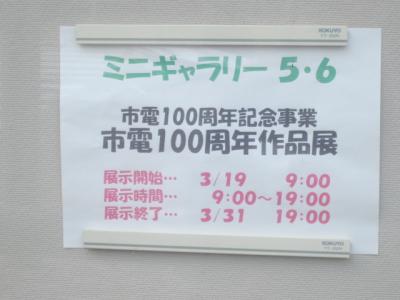 KOKUYO
ミニギャラリー 5・6
市電100周年記念事業
市電100周年作品展
展示開始… 3/19 9:00
展示時間… 9:00〜19:00
展示終了… 3/31 19:00
KOKUYO